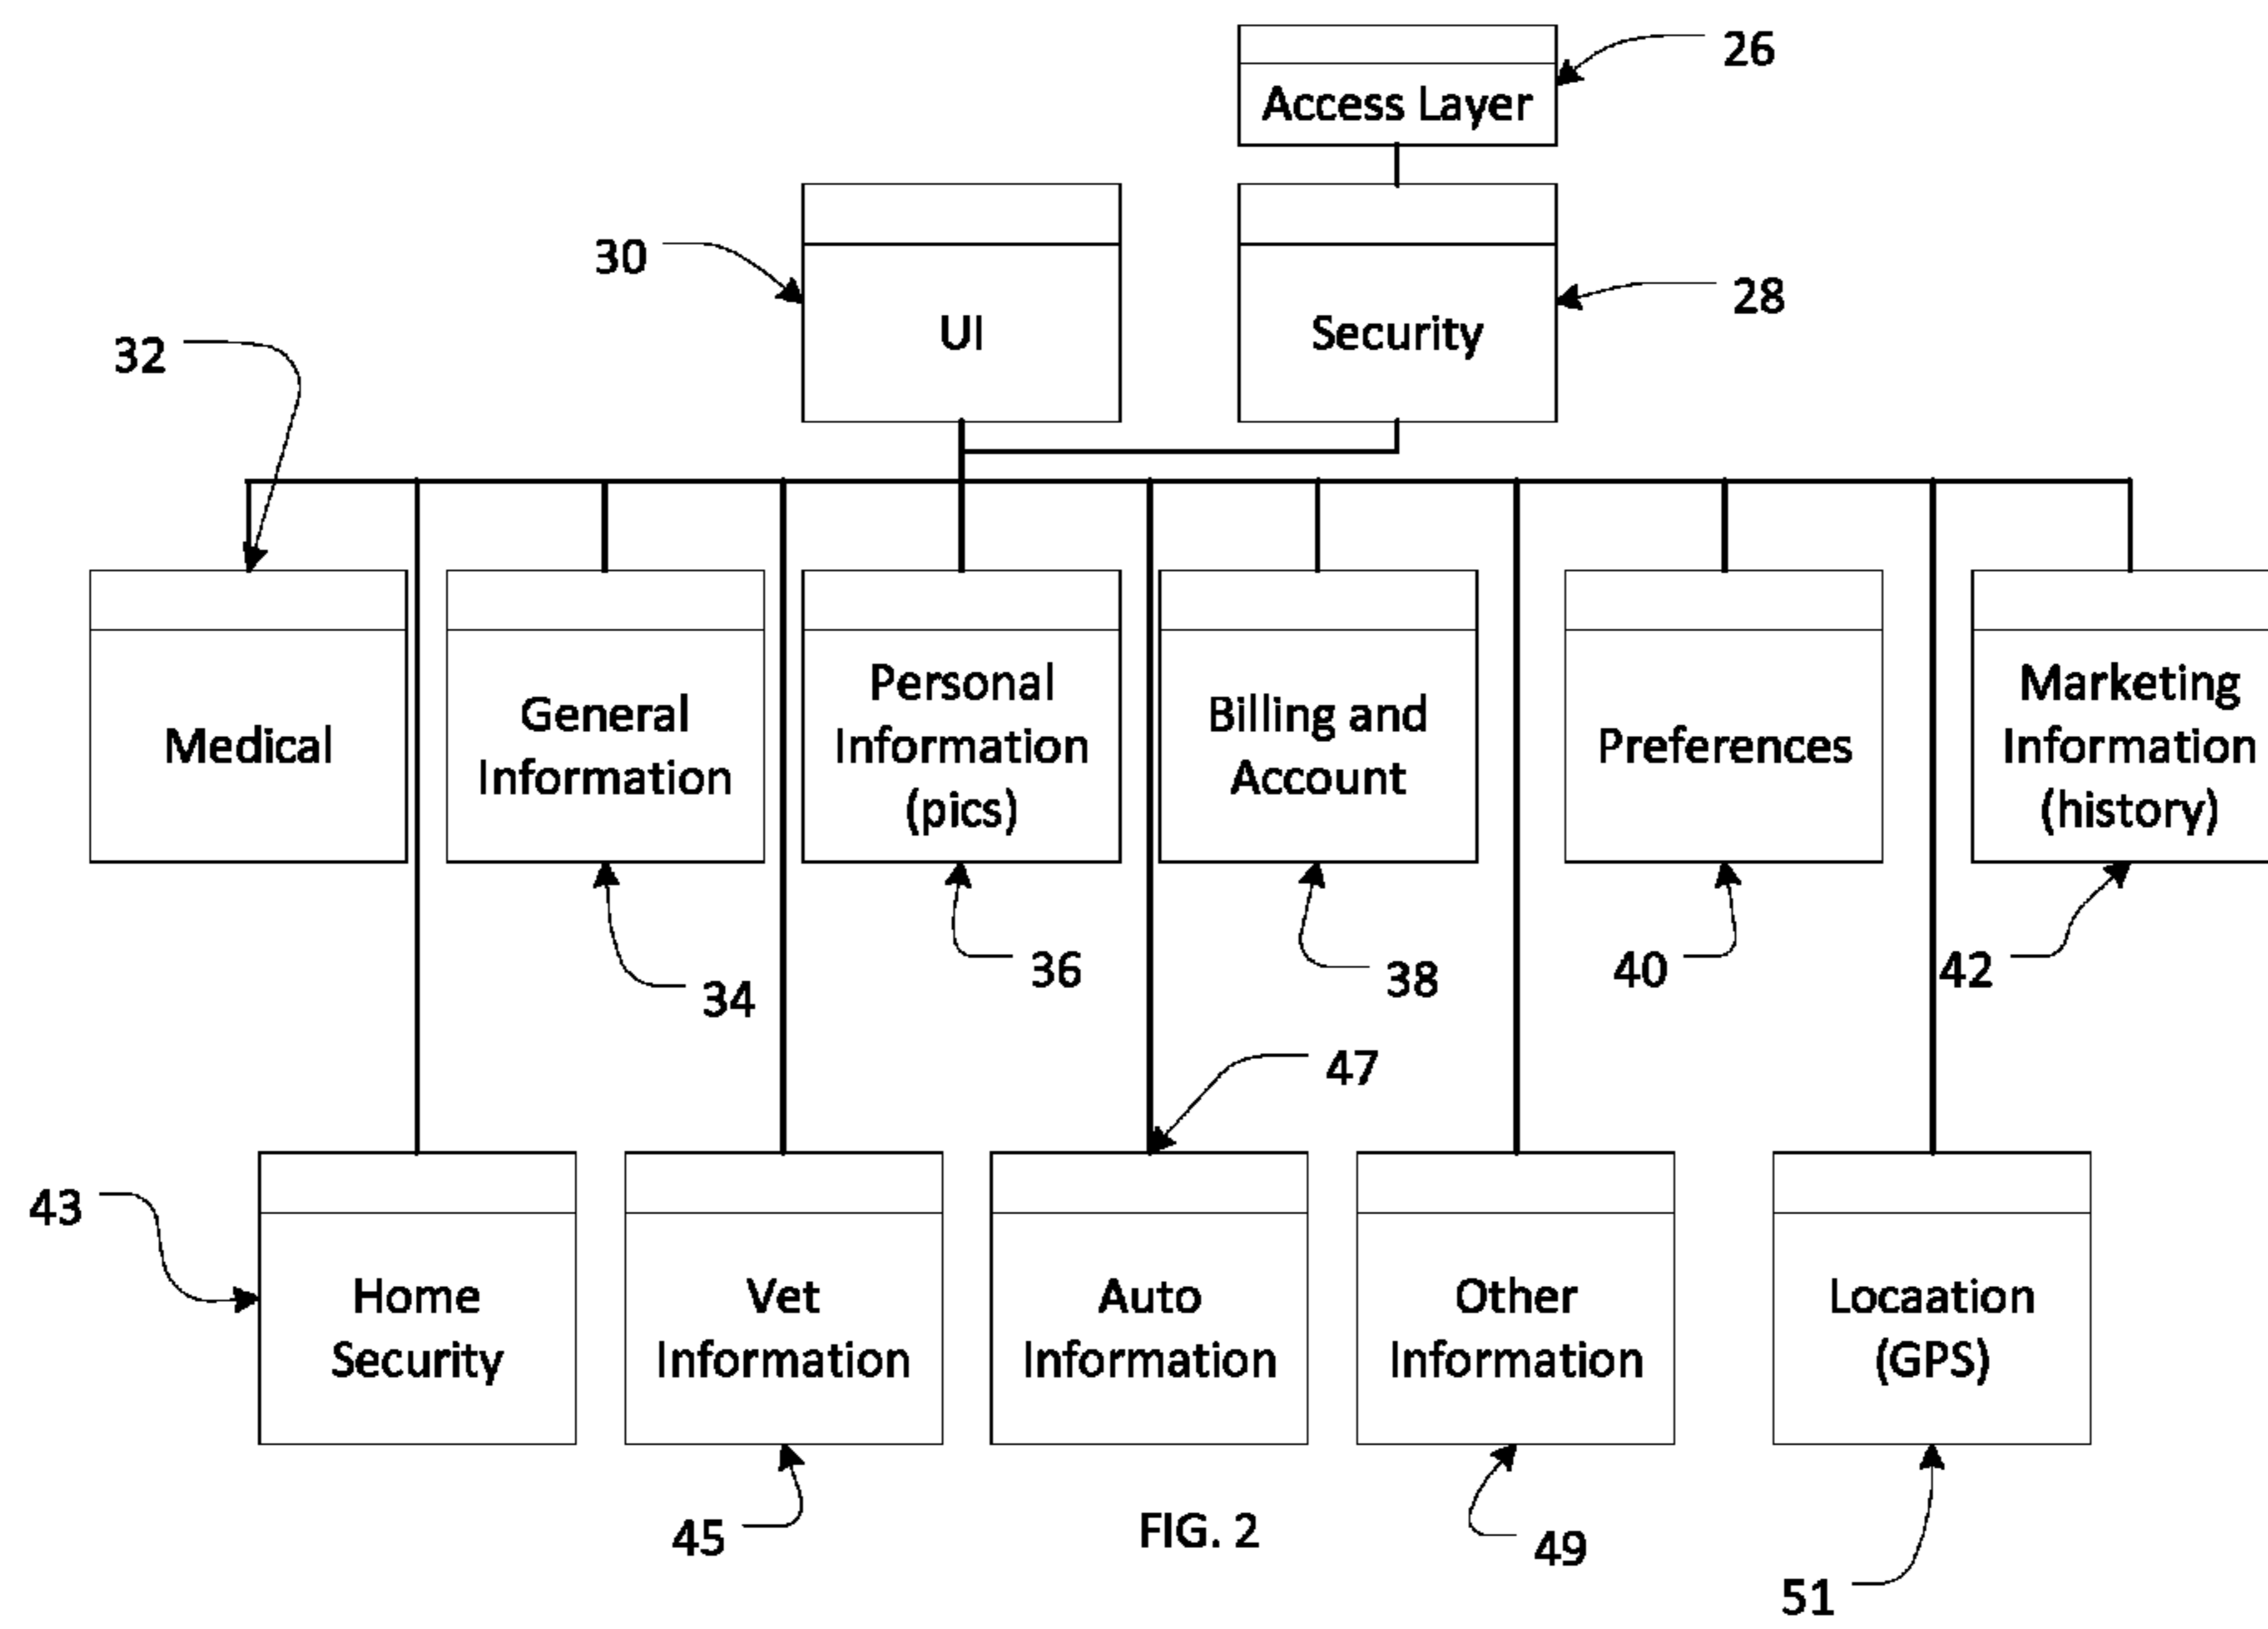 26
Access Layer
30
UI
Security
28
32
Medical
General
Information
Personal
Information
(pics)
Billing and
Account
Preferences
Marketing
Information
(history)
34
36
38
40
42
47
43
Home
Security
Vet
Information
Auto
Information
Other
Information
Locaation
(GPS)
45
49
51
FIG. 2